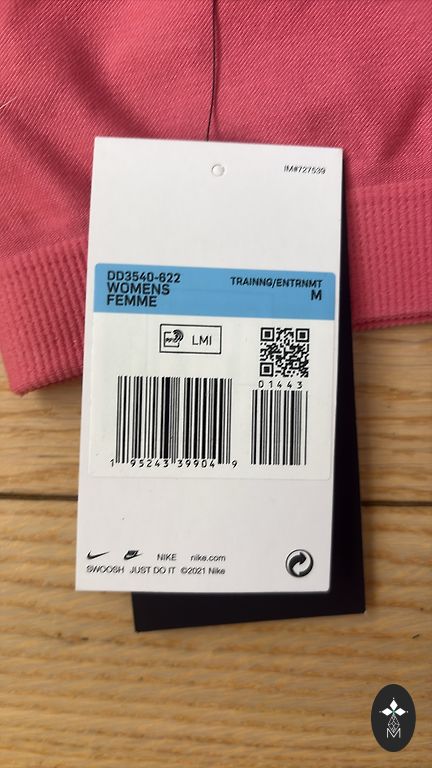 IM#727539
DD3540-622
WOMENS
FEMME
TRAINNG/ENTRNMT
M
LMI
01443
1 95243 39904 9
NIKE nike.com
SWOOSH JUST DO IT ©2021 Nike
M